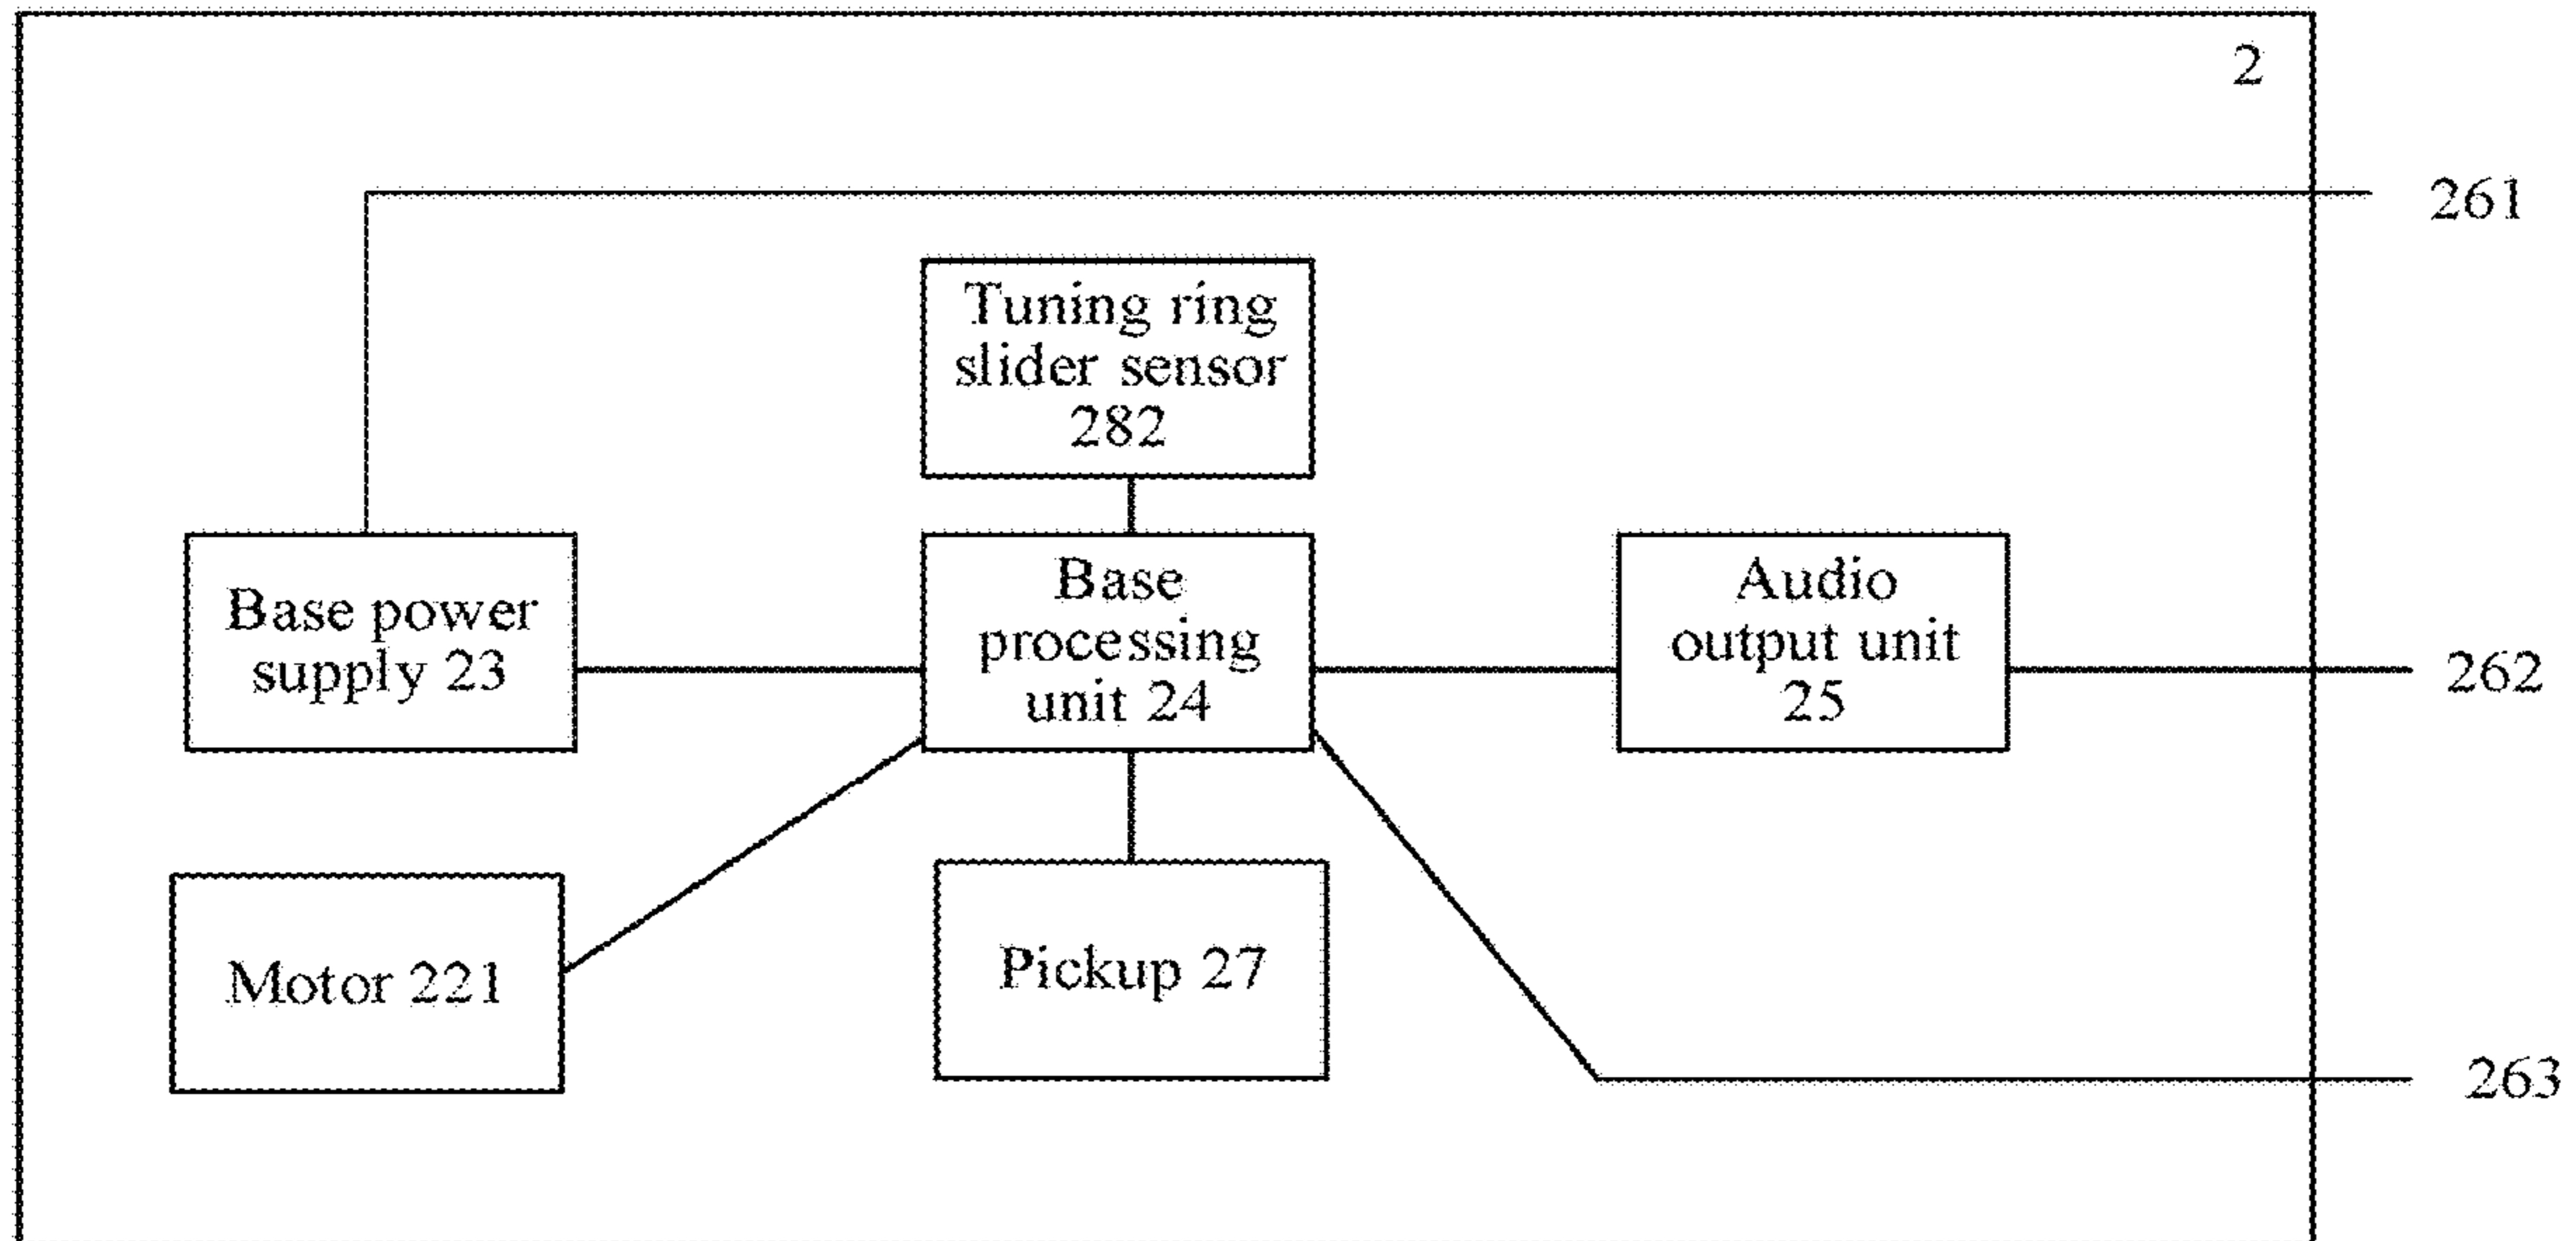 2
261
Tuning ring
slider sensor
282
Base power
supply 23
Base
processing
unit 24
Audio
output unit
25
262
Motor 221
Pickup 27
263